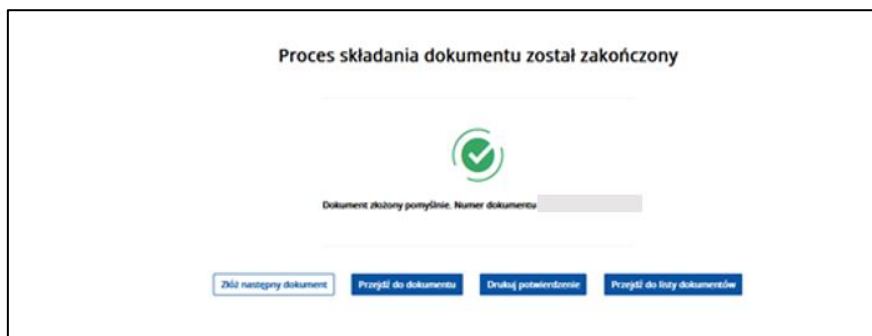 Proces składania dokumentu został zakończony
Dokument złożony pomyślnie. Numer dokumentu
Złóż następny dokument
Przejdź do dokumentu
Drukuj potwierdzenie
Przejdź do listy dokumentów